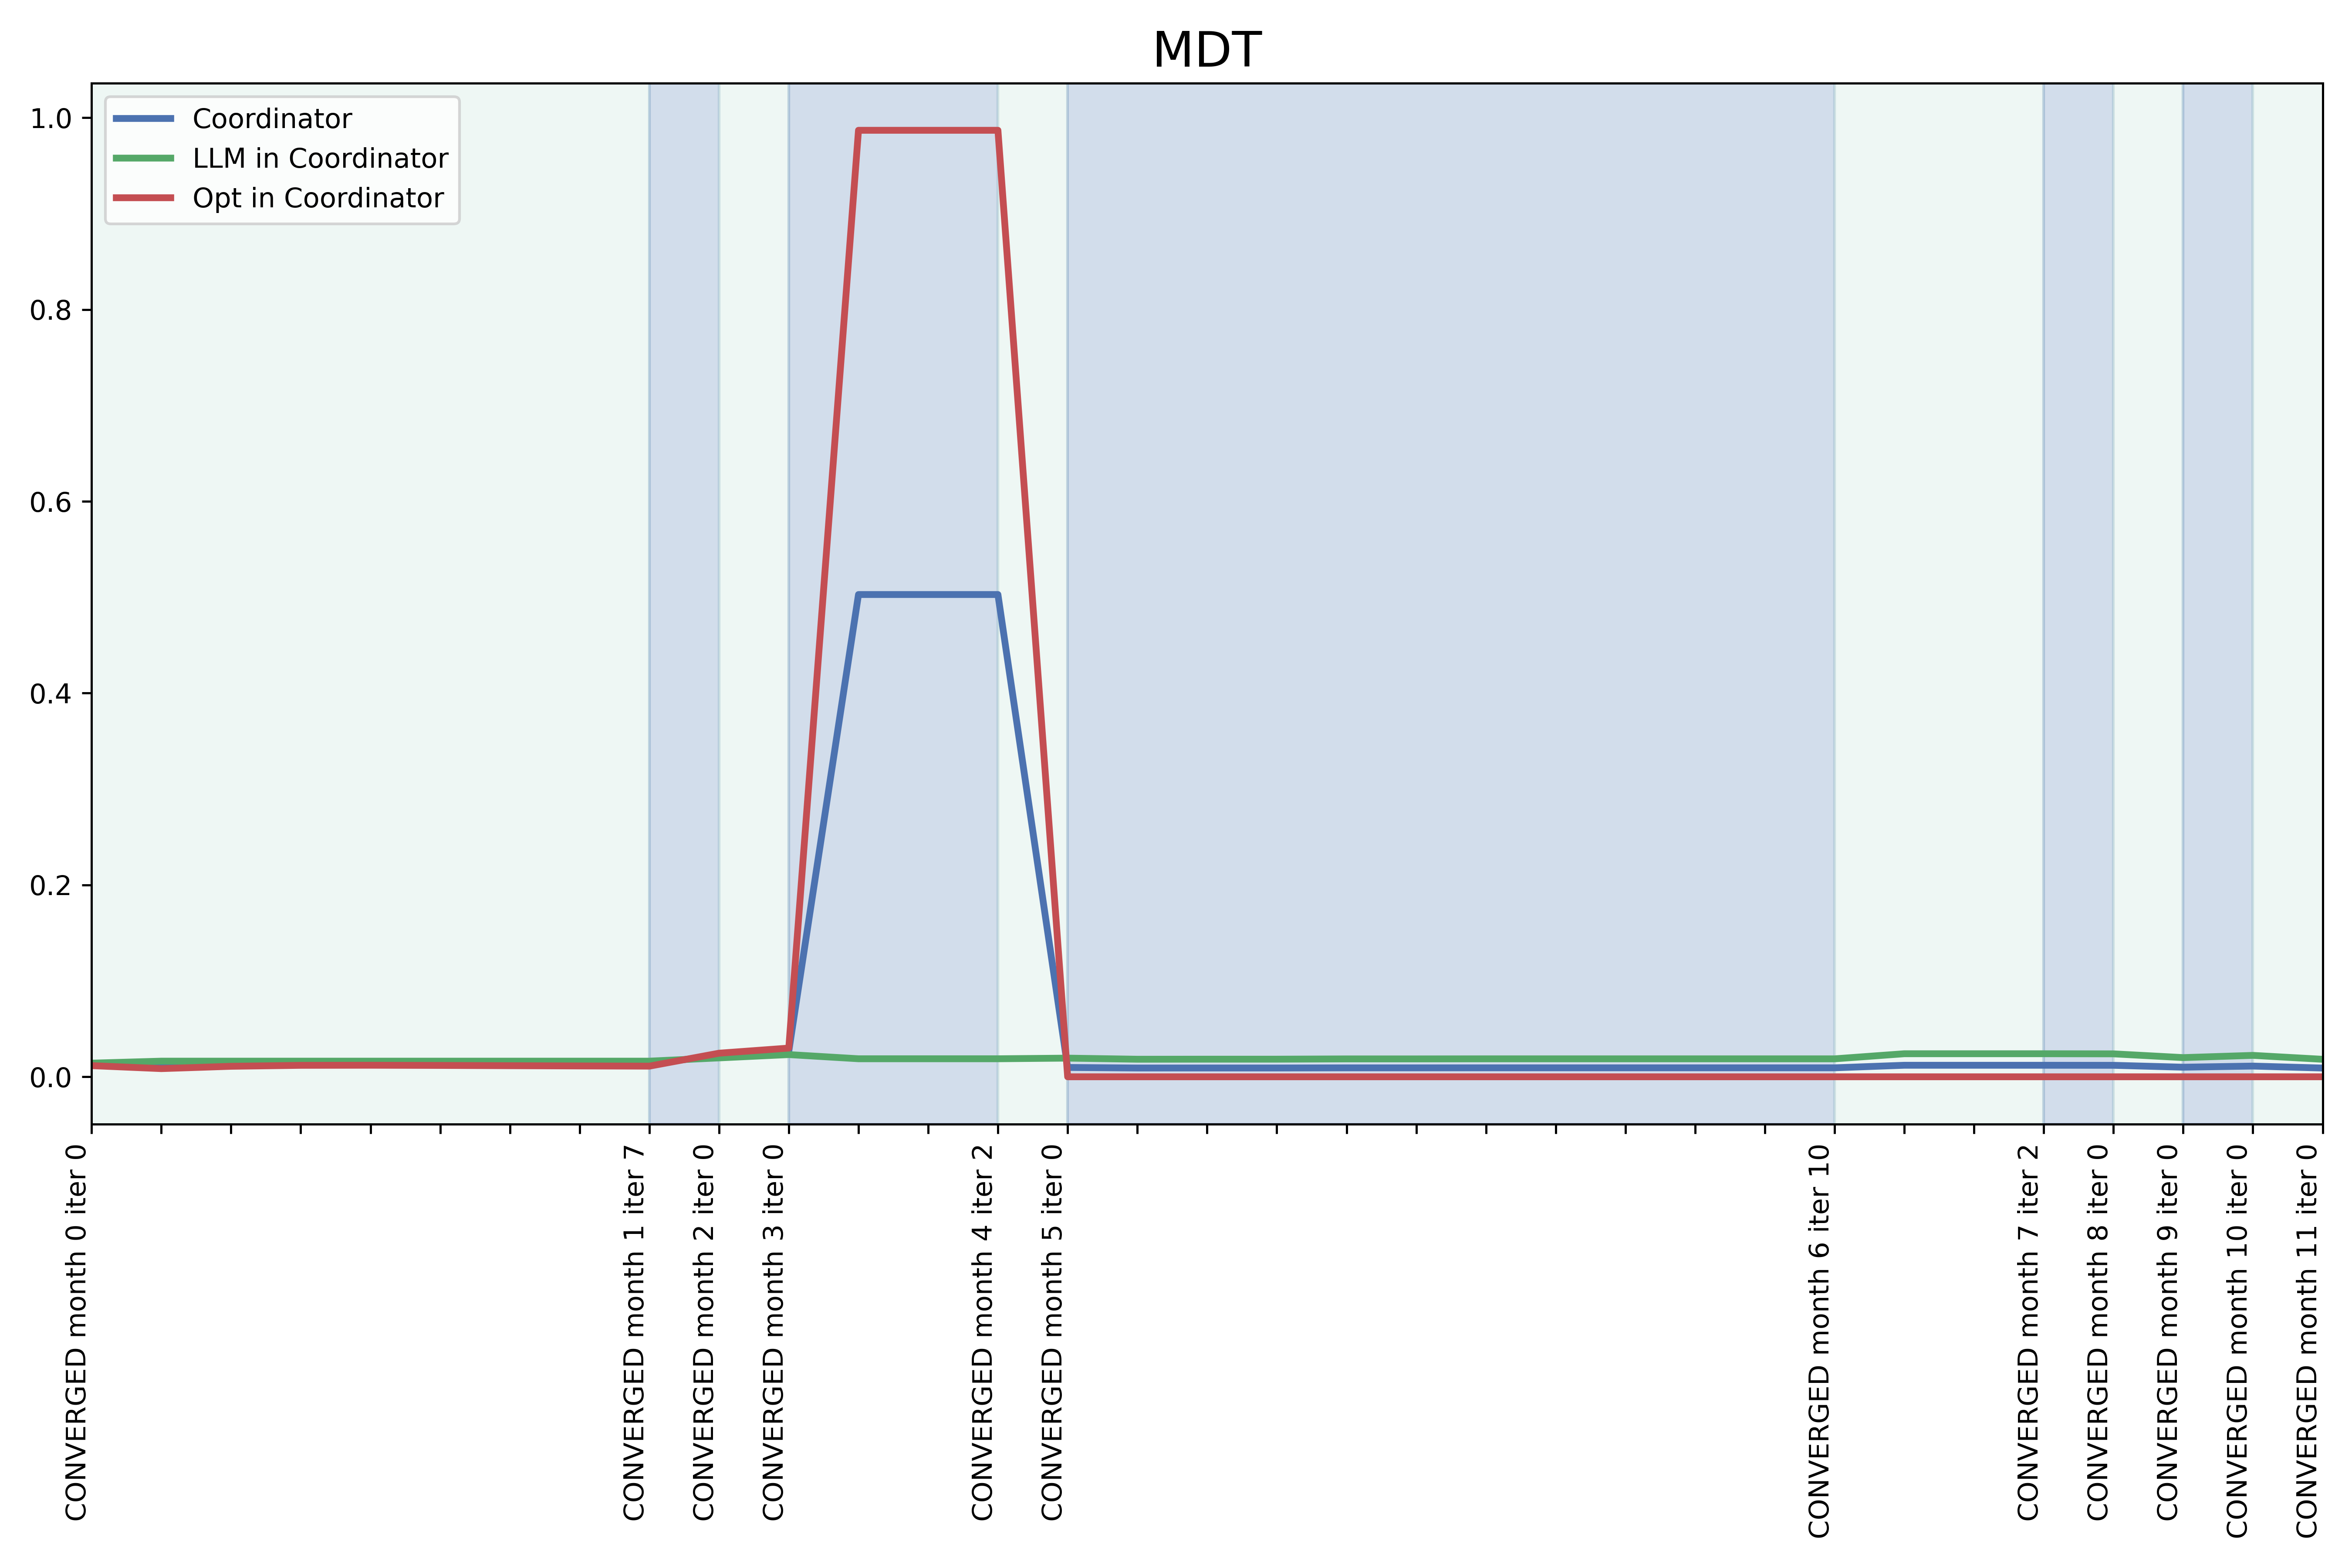 MDT
Coordinator
LLM in Coordinator
Opt in Coordinator
1.0
0.8
0.6
0.4
0.2
0.0
CONVERGED month 0 iter 0
CONVERGED month 1 iter 7
CONVERGED month 2 iter 0
CONVERGED month 3 iter 0
CONVERGED month 4 iter 2
CONVERGED month 5 iter 0
CONVERGED month 6 iter 10
CONVERGED month 7 iter 2
CONVERGED month 8 iter 0
CONVERGED month 9 iter 0
CONVERGED month 10 iter 0
CONVERGED month 11 iter 0